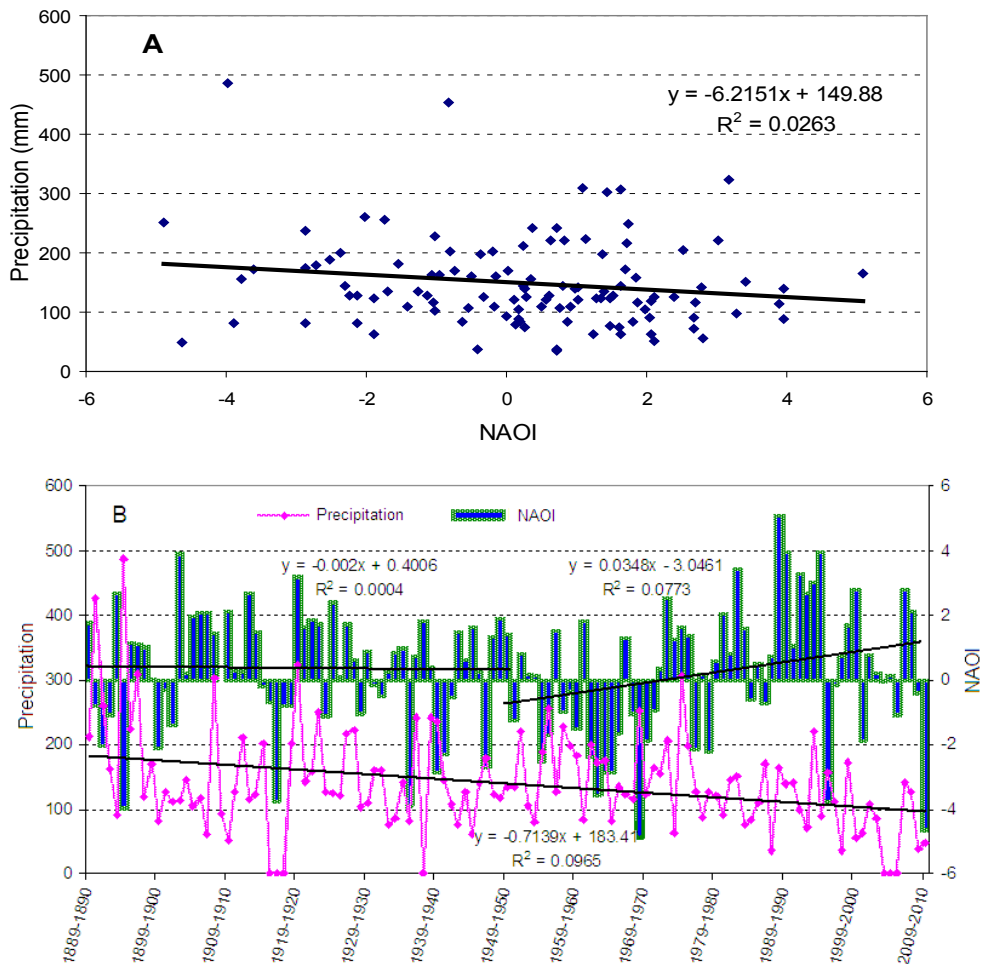 A
600
500
400
300
200
100
0
Precipitation (mm)
y = -6.2151x + 149.88
R² = 0.0263
-6 -4 -2 0 2 4 6
NAOI
B
Precipitation NAOI
600
500
400
300
200
100
0
Precipitation
y = -0.002x + 0.4006
R² = 0.0004
y = 0.0348x - 3.0461
R² = 0.0773
y = -0.7139x + 183.41
R² = 0.0965
6
4
2
0
-2
-4
-6
NAOI
1889-1890
1899-1900
1909-1910
1919-1920
1929-1930
1939-1940
1949-1950
1959-1960
1969-1970
1979-1980
1989-1990
1999-2000
2009-2010